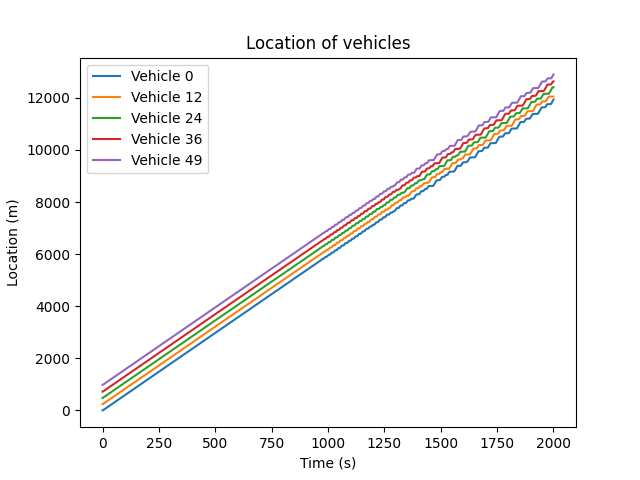 Location of vehicles
Vehicle 0
Vehicle 12
Vehicle 24
Vehicle 36
Vehicle 49
12000
10000
8000
6000
4000
2000
0
Location (m)
0 250 500 750 1000 1250 1500 1750 2000
Time (s)